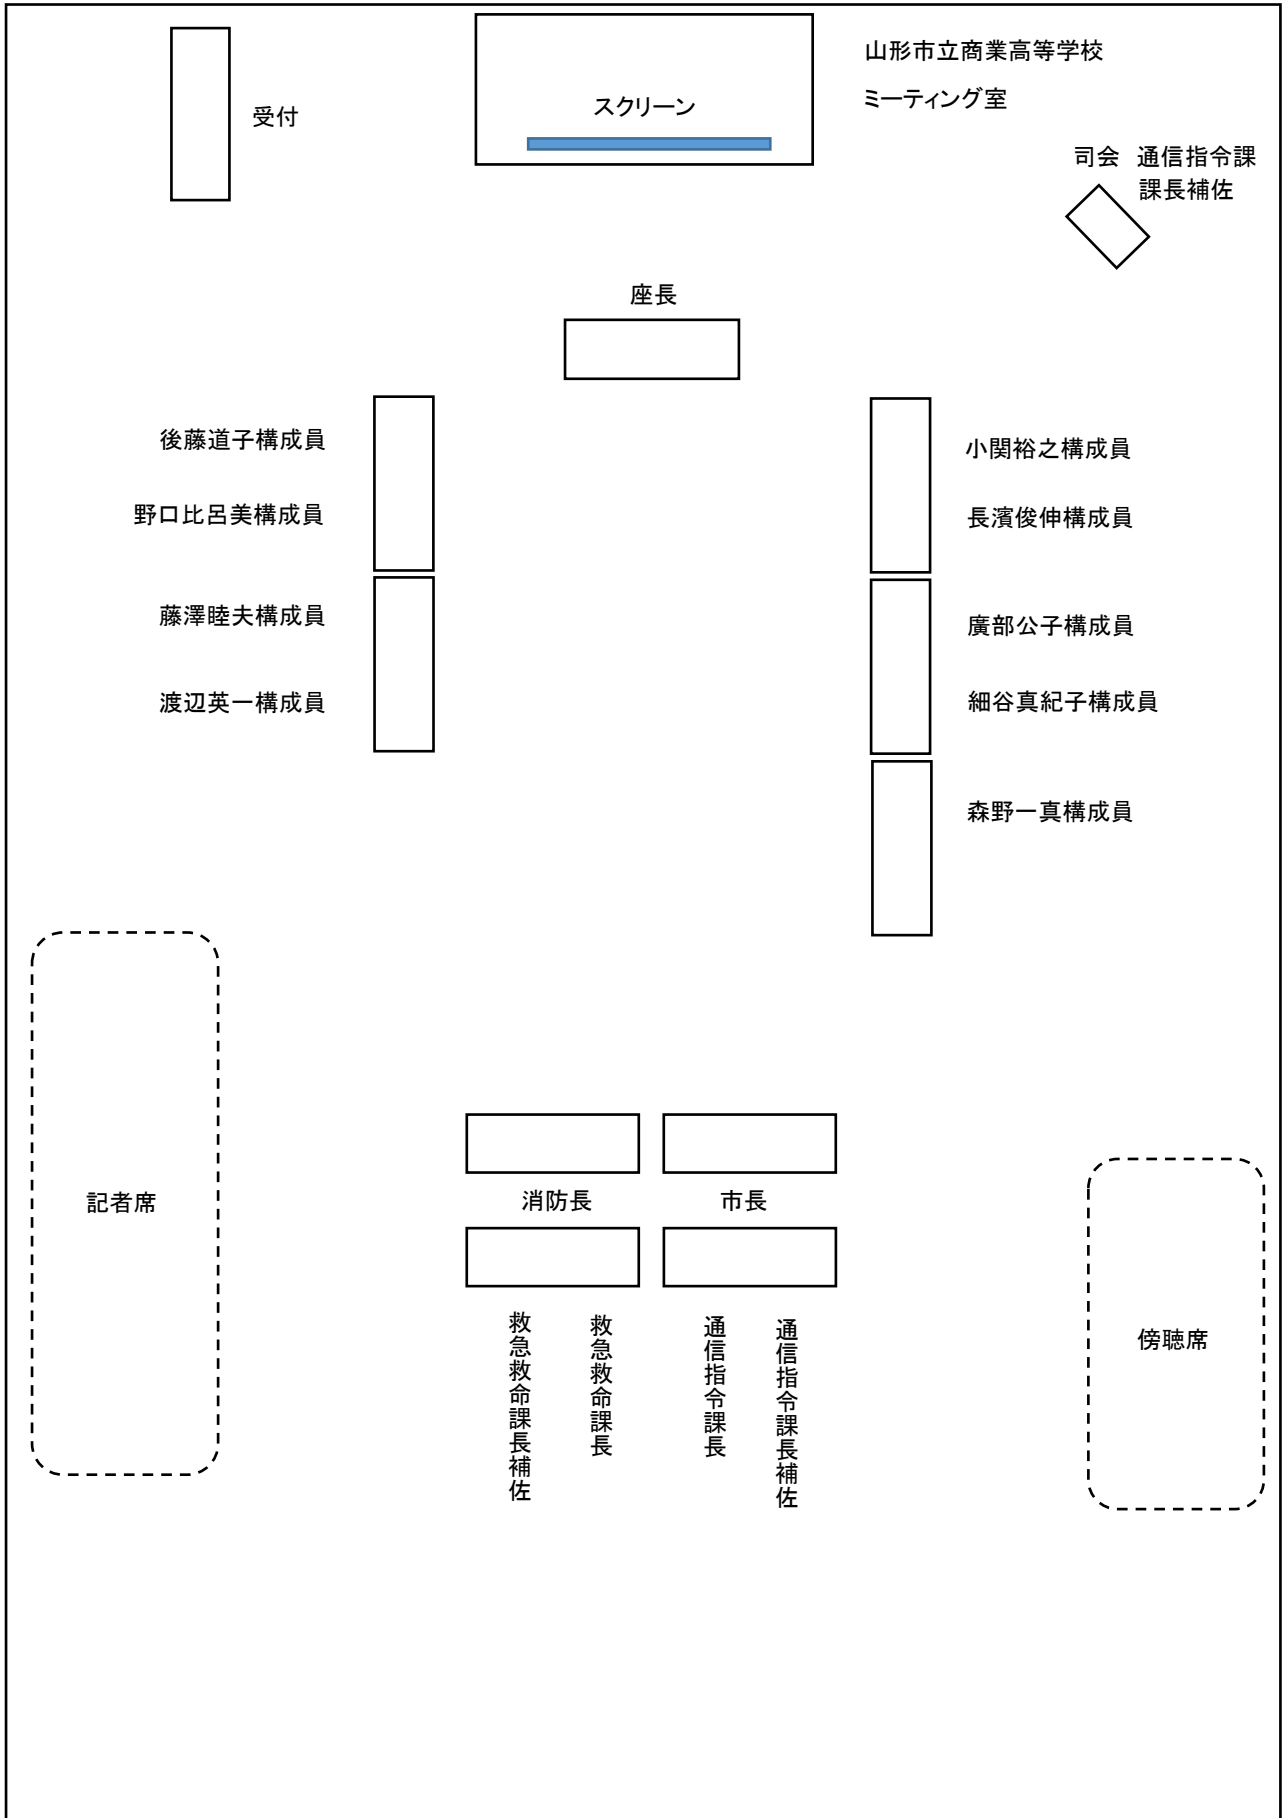 山形市立商業高等学校
ミーティング室
受付
スクリーン
司会　通信指令課
課長補佐
座長
後藤道子構成員
野口比呂美構成員
藤澤睦夫構成員
渡辺英一構成員
小関裕之構成員
長濱俊伸構成員
廣部公子構成員
細谷真紀子構成員
森野一真構成員
記者席
消防長
市長
救急救命課長補佐
救急救命課長
通信指令課長
通信指令課長補佐
傍聴席